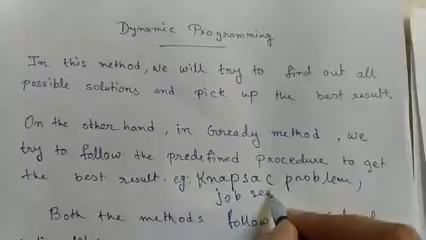 Dynamic Programming
In this method, we will try to find out all
possible solutions and pick up the best result.
On the other hand, in Greedy method, we
try to follow the predefined procedure to get
the best result. eg: Knapsac problem,
job
Both the methods follow